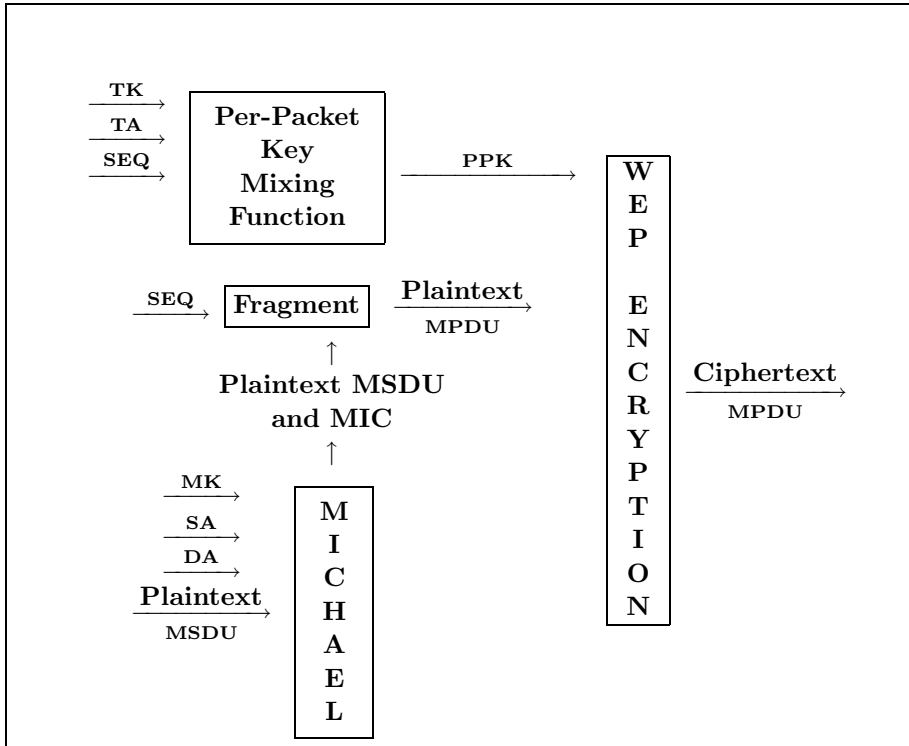 TK
TA
SEQ
Per-Packet
Key
Mixing
Function
PPK
SEQ
Fragment
Plaintext
MPDU
Plaintext MSDU
and MIC
MK
SA
DA
Plaintext
MSDU
M
I
C
H
A
E
L
W
E
P
E
N
C
R
Y
P
T
I
O
N
Ciphertext
MPDU